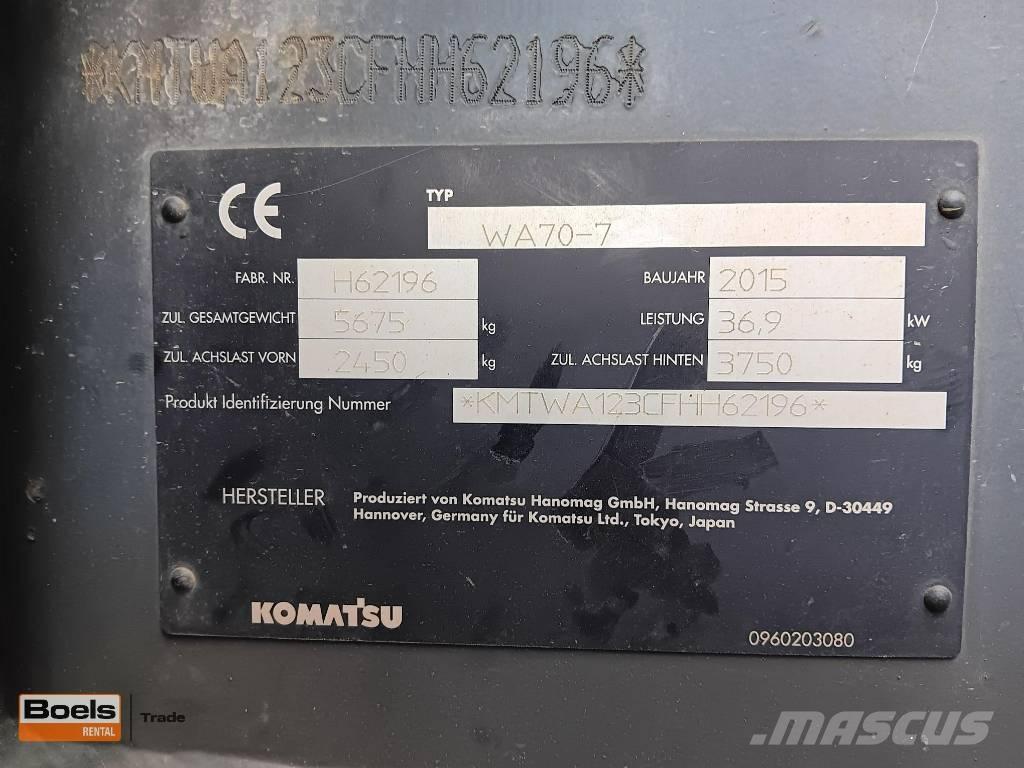 *KMTWA123CFHH62196*
CE
TYP
WA70-7
FABR. NR. H62196 BAUJAHR 2015
ZUL. GESAMTGEWICHT 5675 kg LEISTUNG 36,9 kW
ZUL. ACHSLAST VORN 2450 kg ZUL. ACHSLAST HINTEN 3750 kg
Produkt Identifizierung Nummer *KMTWA123CFHH62196*
HERSTELLER Produziert von Komatsu Hanomag GmbH, Hanomag Strasse 9, D-30449
Hannover, Germany für Komatsu Ltd., Tokyo, Japan
KOMATSU
0960203080
Boels
RENTAL
Trade
.MASCUS